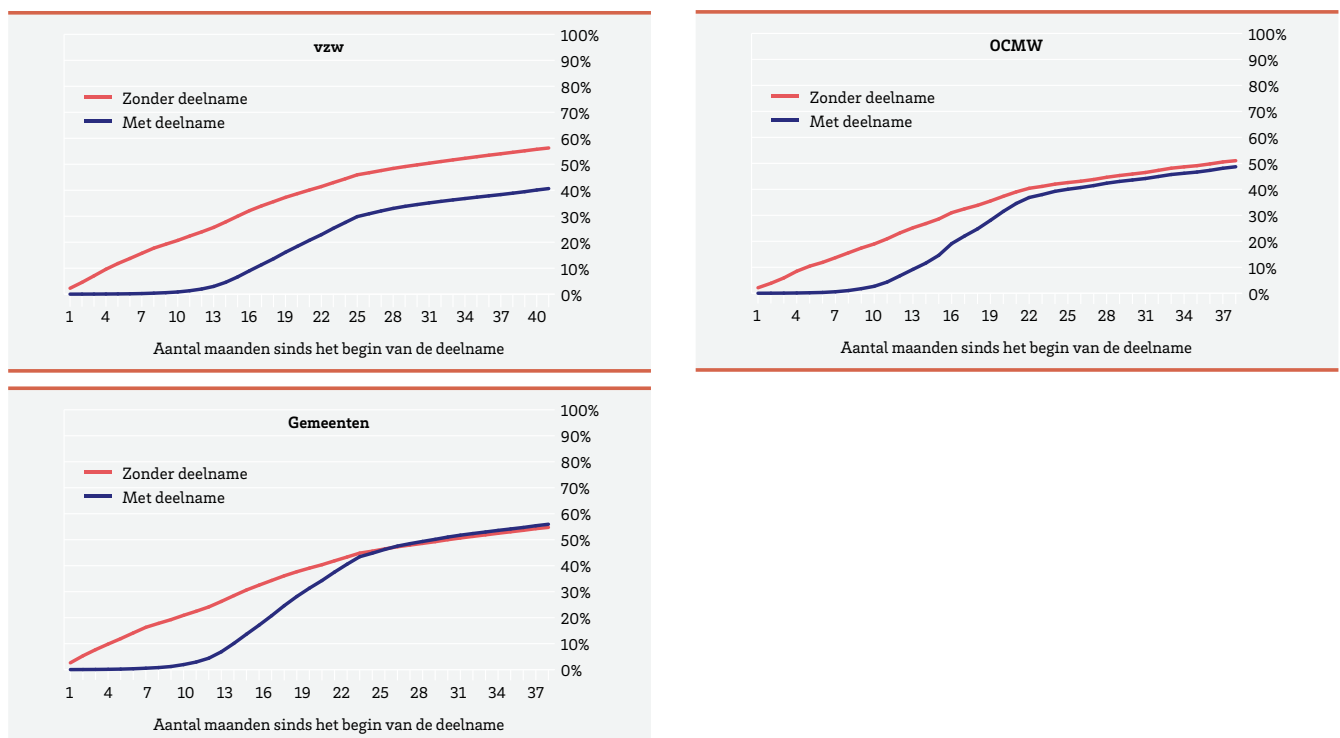 vzw
Zonder deelname
Met deelname
100%
90%
80%
70%
60%
50%
40%
30%
20%
10%
0%
1 4 7 10 13 16 19 22 25 28 31 34 37 40
Aantal maanden sinds het begin van de deelname
OCMW
Zonder deelname
Met deelname
100%
90%
80%
70%
60%
50%
40%
30%
20%
10%
0%
1 4 7 10 13 16 19 22 25 28 31 34 37
Aantal maanden sinds het begin van de deelname
Gemeenten
Zonder deelname
Met deelname
100%
90%
80%
70%
60%
50%
40%
30%
20%
10%
0%
1 4 7 10 13 16 19 22 25 28 31 34 37
Aantal maanden sinds het begin van de deelname